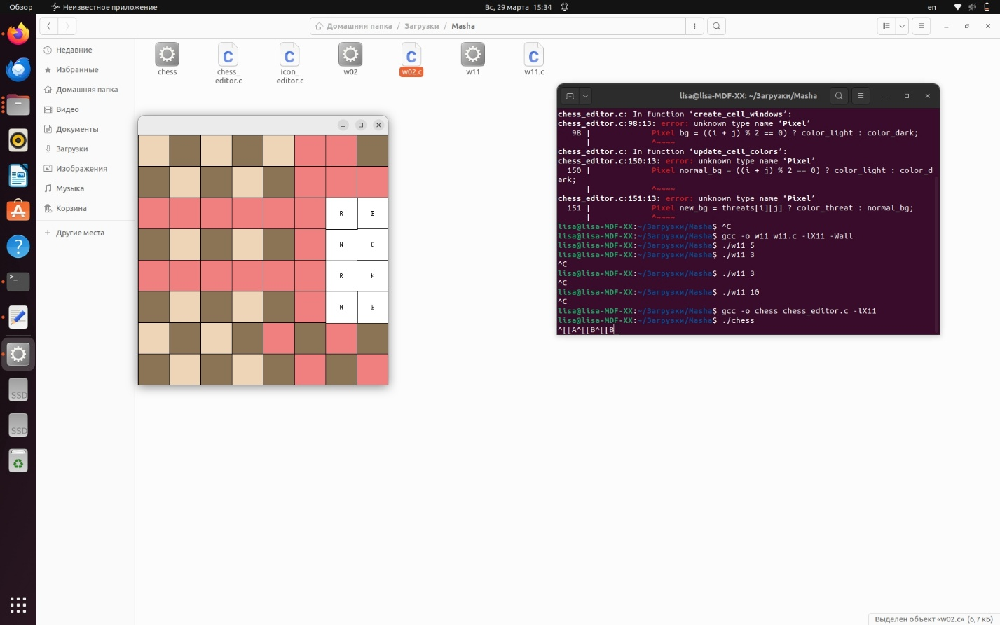 Обзор
Неизвестное приложение
Вс, 29 марта 15:34
en
Домашняя папка / Загрузки / Masha
Недавние
Избранные
Домашняя папка
Видео
Документы
Загрузки
Изображения
Музыка
Корзина
+ Другие места
chess
chess_
editor.c
icon_
editor.c
w02
w02.c
w11
w11.c
R B
N Q
R K
N B
lisa@lisa-MDF-XX: ~/Загрузки/Masha
chess_editor.c: In function ‘create_cell_windows’:
chess_editor.c:98:13: error: unknown type name ‘Pixel’
98 | Pixel bg = ((i + j) % 2 == 0) ? color_light : color_dark;
| ^~~~~
chess_editor.c: In function ‘update_cell_colors’:
chess_editor.c:150:13: error: unknown type name ‘Pixel’
150 | Pixel normal_bg = ((i + j) % 2 == 0) ? color_light : color_d
ark;
| ^~~~~
chess_editor.c:151:13: error: unknown type name ‘Pixel’
151 | Pixel new_bg = threats[i][j] ? color_threat : normal_bg;
| ^~~~~
lisa@lisa-MDF-XX:~/Загрузки/Masha$ ^C
lisa@lisa-MDF-XX:~/Загрузки/Masha$ gcc -o w11 w11.c -lX11 -Wall
lisa@lisa-MDF-XX:~/Загрузки/Masha$ ./w11 5
lisa@lisa-MDF-XX:~/Загрузки/Masha$ ./w11 3
^C
lisa@lisa-MDF-XX:~/Загрузки/Masha$ ./w11 3
^C
lisa@lisa-MDF-XX:~/Загрузки/Masha$ ./w11 10
^C
lisa@lisa-MDF-XX:~/Загрузки/Masha$ gcc -o chess chess_editor.c -lX11
lisa@lisa-MDF-XX:~/Загрузки/Masha$ ./chess
^[[A^[[B^[[B
SSD
SSD
Выделен объект «w02.c» (6,7 кБ)